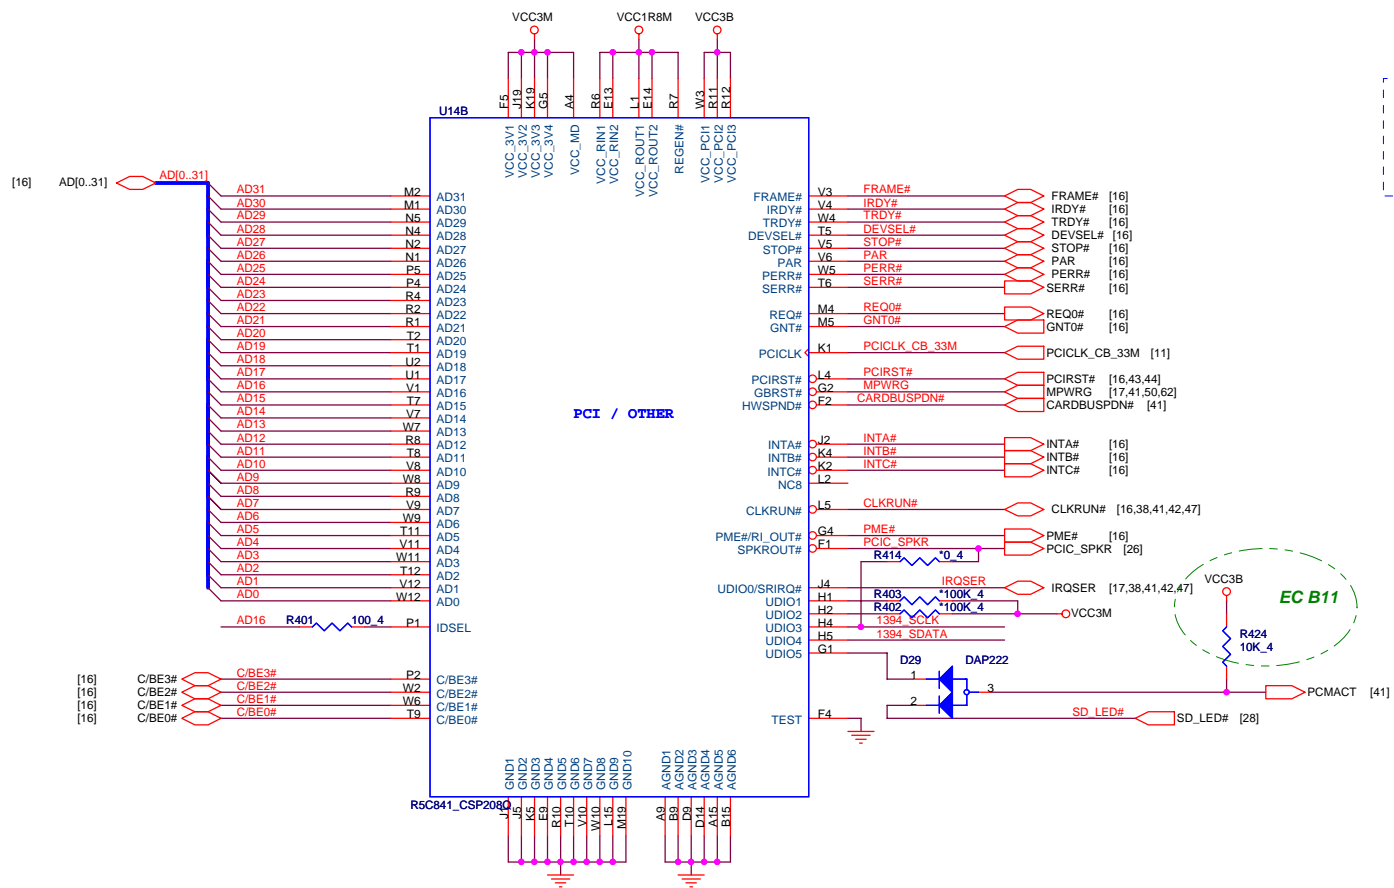 VCC3M VCC1R8M VCC3B
F5 J19 K19 G5 A4 R6 E13 L1 E14 R7 W3 R11 R12
U14B
VCC_3V1 VCC_3V2 VCC_3V3 VCC_3V4 VCC_MD VCC_RIN1 VCC_RIN2 VCC_ROUT1 VCC_ROUT2 REGEN# VCC_PCI1 VCC_PCI2 VCC_PCI3
[16] AD[0..31] AD[0..31]
AD31 M2 AD31
AD30 M1 AD30
AD29 N5 AD29
AD28 N4 AD28
AD27 N2 AD27
AD26 N1 AD26
AD25 P5 AD25
AD24 P4 AD24
AD23 R4 AD23
AD22 R2 AD22
AD21 R1 AD21
AD20 T2 AD20
AD19 T1 AD19
AD18 U2 AD18
AD17 U1 AD17
AD16 V1 AD16
AD15 T7 AD15
AD14 V7 AD14
AD13 W7 AD13
AD12 R8 AD12
AD11 T8 AD11
AD10 V8 AD10
AD9 W8 AD9
AD8 R9 AD8
AD7 V9 AD7
AD6 W9 AD6
AD5 T11 AD5
AD4 V11 AD4
AD3 W11 AD3
AD2 T12 AD2
AD1 V12 AD1
AD0 W12 AD0
AD16 R401 100_4 P1 IDSEL
[16] C/BE3# C/BE3# P2 C/BE3#
[16] C/BE2# C/BE2# W2 C/BE2#
[16] C/BE1# C/BE1# W6 C/BE1#
[16] C/BE0# C/BE0# T9 C/BE0#
PCI / OTHER
FRAME# V3 FRAME# FRAME# [16]
IRDY# V4 IRDY# IRDY# [16]
TRDY# W4 TRDY# TRDY# [16]
DEVSEL# T5 DEVSEL# DEVSEL# [16]
STOP# V5 STOP# STOP# [16]
PAR V6 PAR PAR [16]
PERR# W5 PERR# PERR# [16]
SERR# T6 SERR# SERR# [16]
REQ# M4 REQ0# REQ0# [16]
GNT# M5 GNT0# GNT0# [16]
PCICLK K1 PCICLK_CB_33M PCICLK_CB_33M [11]
PCIRST# L4 PCIRST# PCIRST# [16,43,44]
GBRST# G2 MPWRG MPWRG [17,41,50,62]
HWSPND# F2 CARDBUSPDN# CARDBUSPDN# [41]
INTA# J2 INTA# INTA# [16]
INTB# K4 INTB# INTB# [16]
INTC# K2 INTC# INTC# [16]
NC8 L2
CLKRUN# L5 CLKRUN# CLKRUN# [16,38,41,42,47]
PME#/RI_OUT# G4 PME# PME# [16]
SPKROUT# F1 PCIC_SPKR PCIC_SPKR [26]
R414 *0_4
UDIO0/SRIRQ# J4 IRQSER IRQSER [17,38,41,42,47]
UDIO1 H1 R403 *100K_4
UDIO2 H2 R402 *100K_4 VCC3M
UDIO3 H4 1394_SCLK
UDIO4 H5 1394_SDATA
UDIO5 G1
VCC3B
EC B11
R424
10K_4
D29 DAP222
1
2
3
PCMACT [41]
SD_LED# SD_LED# [28]
TEST F4
GND1 GND2 GND3 GND4 GND5 GND6 GND7 GND8 GND9 GND10 AGND1 AGND2 AGND3 AGND4 AGND5 AGND6
R5C841_CSP208Q
J5 K5 E9 R10 T10 V10 W10 L15 M19 A9 B9 D9 D14 A15 B15